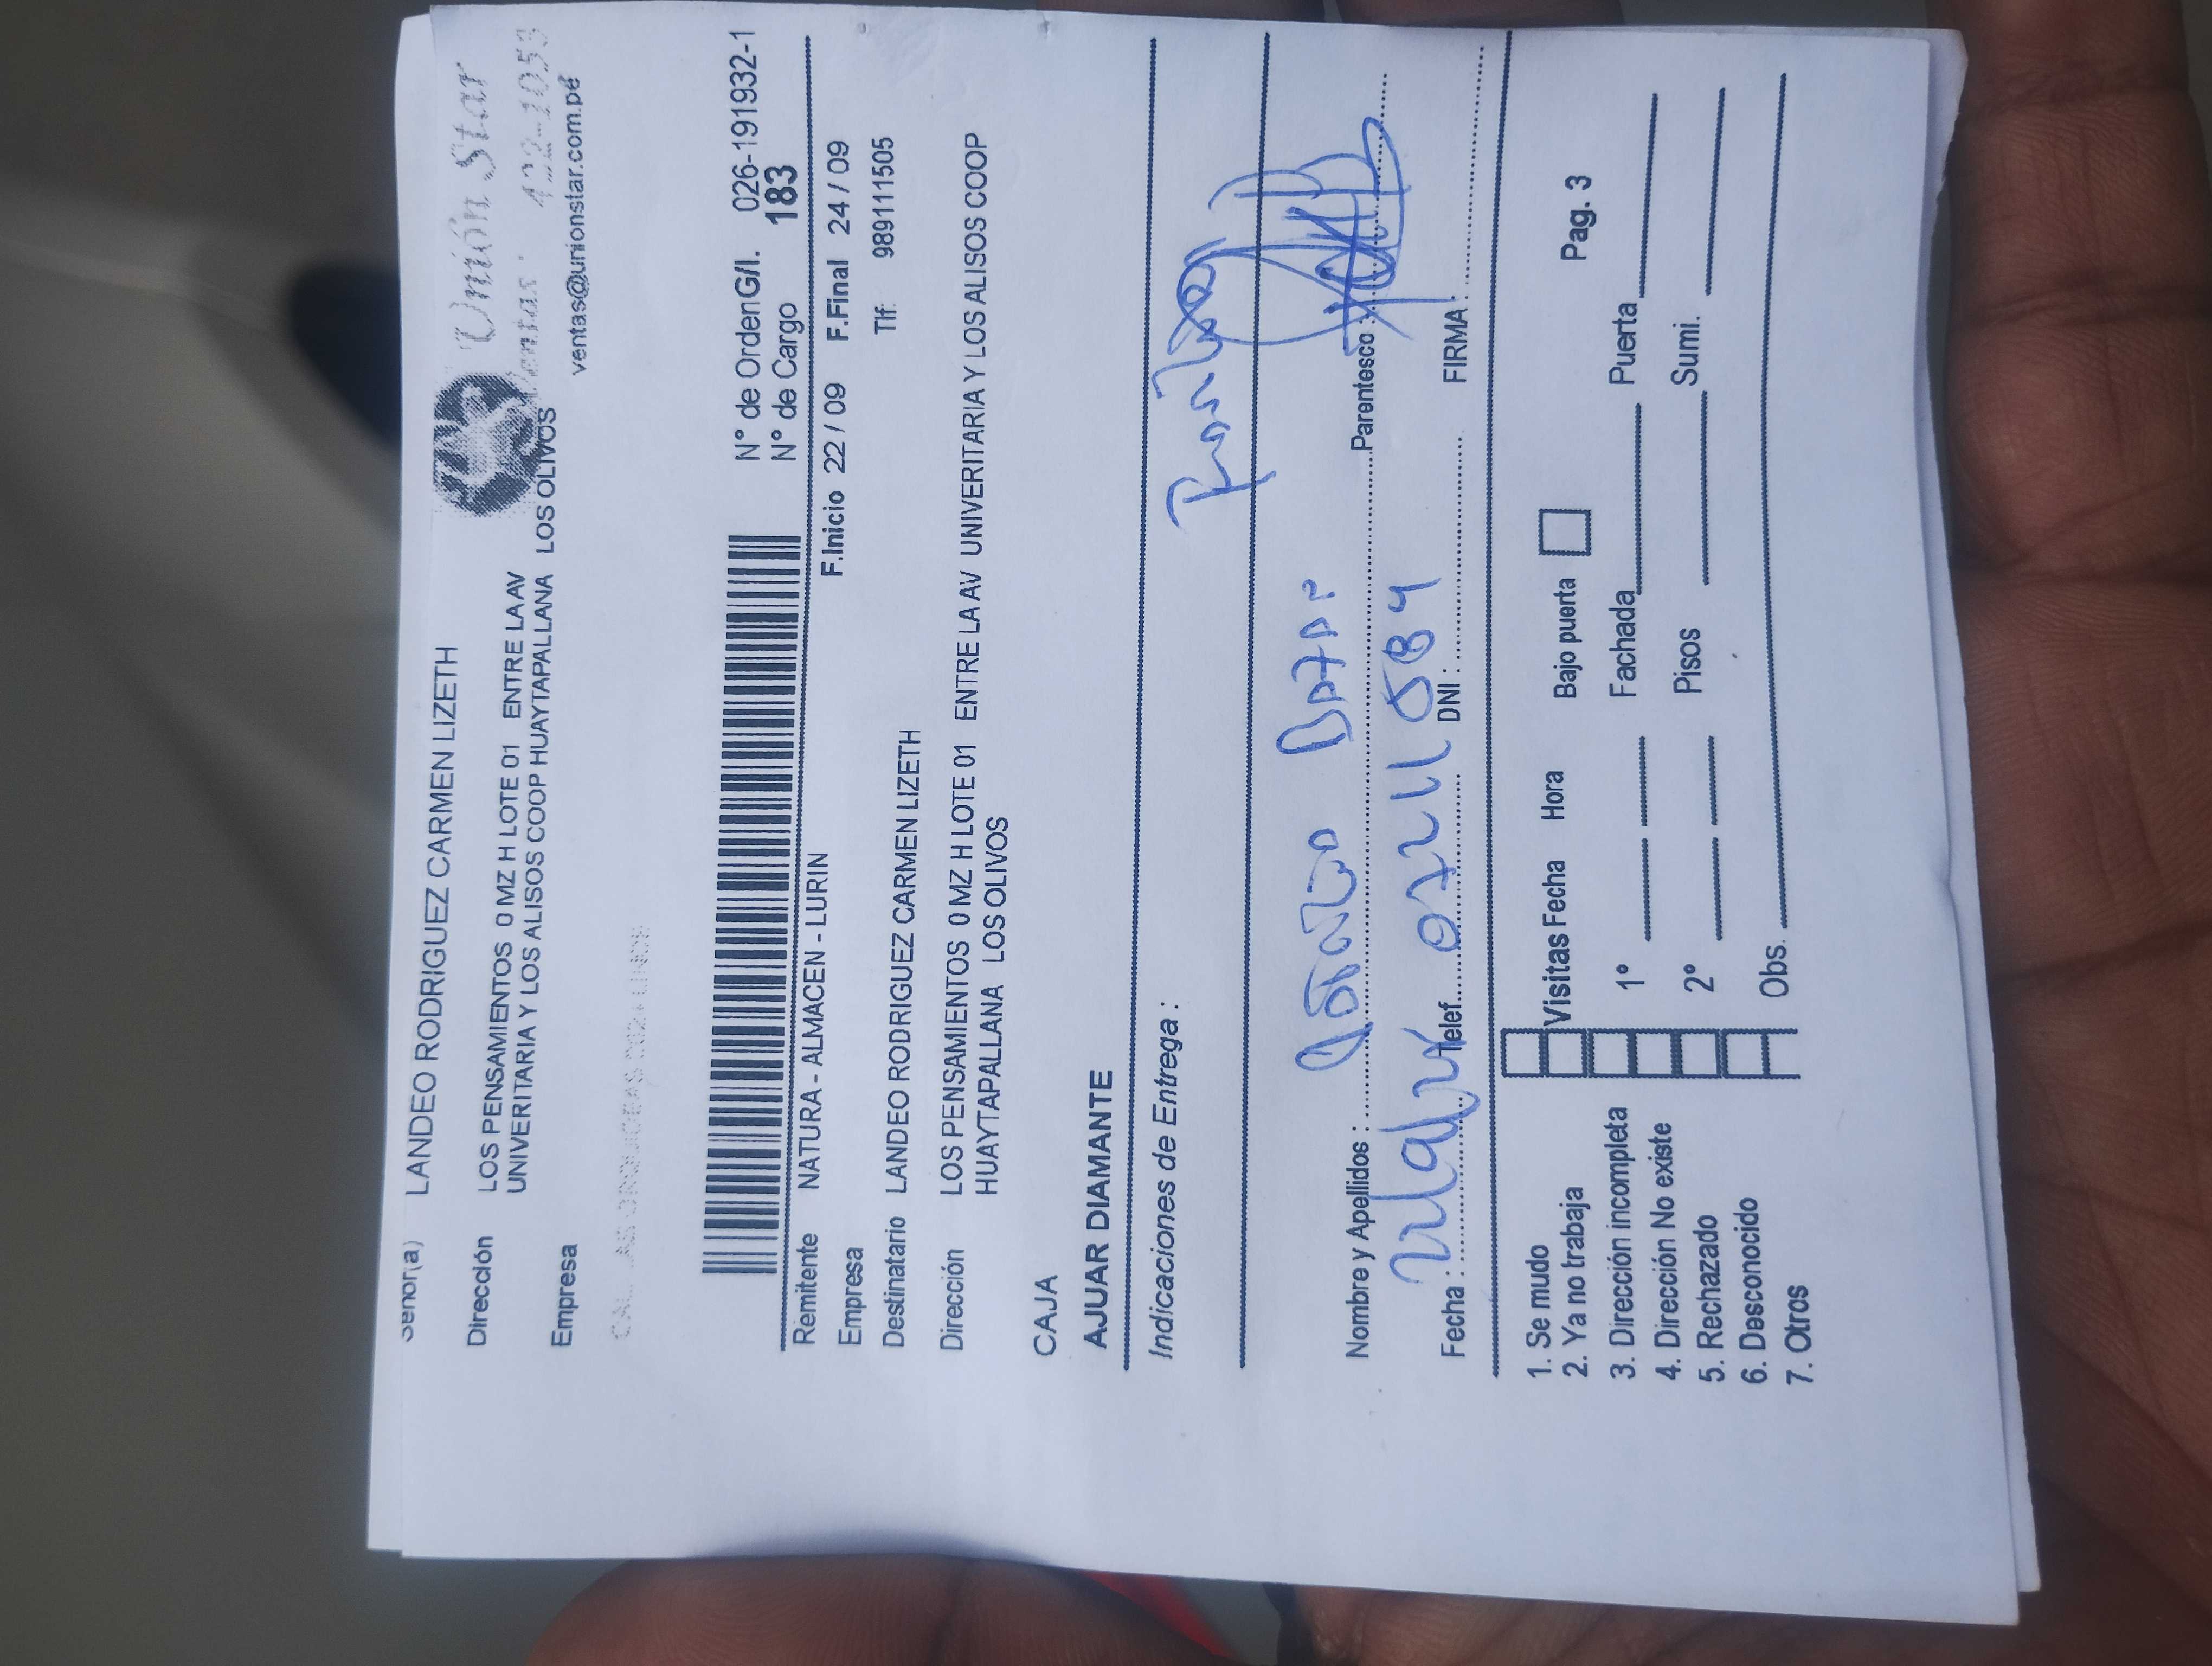 Señor(a) LANDEO RODRIGUEZ CARMEN LIZETH
Unión Star
Ventas 422-1053
ventas@unionstar.com.pe
Dirección LOS PENSAMIENTOS 0 MZ H LOTE 01 ENTRE LA AV
UNIVERITARIA Y LOS ALISOS COOP HUAYTAPALLANA LOS OLIVOS
Empresa
N° de OrdenG/I. 026-191932-1
N° de Cargo 183
Remitente NATURA - ALMACEN - LURIN F.Inicio 22 / 09 F.Final 24 / 09
Empresa Tlf: 989111505
Destinatario LANDEO RODRIGUEZ CARMEN LIZETH
Dirección LOS PENSAMIENTOS 0 MZ H LOTE 01 ENTRE LA AV UNIVERITARIA Y LOS ALISOS COOP
HUAYTAPALLANA LOS OLIVOS
CAJA
AJUAR DIAMANTE
Indicaciones de Entrega :
Nombre y Apellidos : Parentesco :
Fecha : Telef. DNI : FIRMA:
1. Se mudo
2. Ya no trabaja
3. Dirección incompleta
4. Dirección No existe
5. Rechazado
6. Desconocido
7. Otros
Visitas Fecha Hora Bajo puerta Pag. 3
1° Fachada Puerta
2° Pisos Sumi.
Obs.